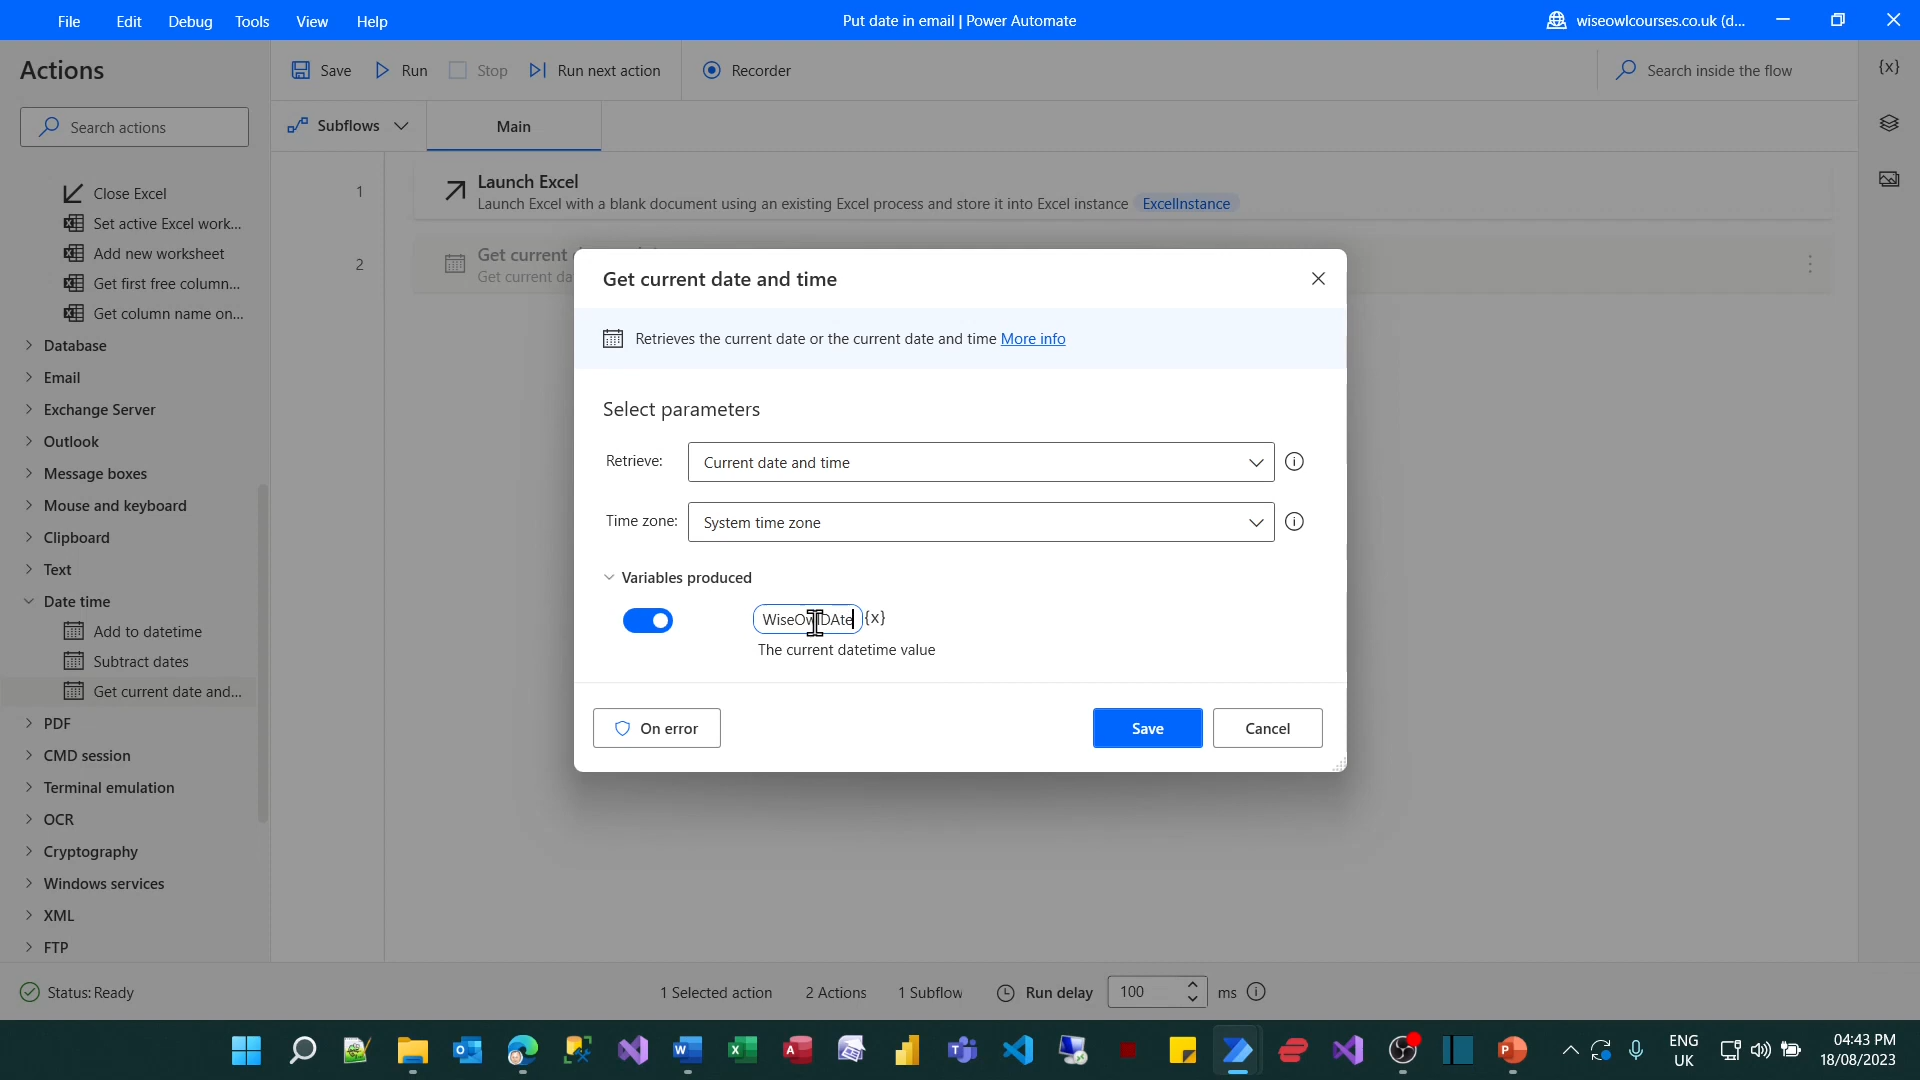 File Edit Debug Tools View Help
Put date in email | Power Automate
wiseowlcourses.co.uk (d...
Actions
Save Run Stop Run next action Recorder
Search inside the flow
{x}
Search actions
Subflows
Main
Close Excel
Set active Excel work...
Add new worksheet
Get first free column...
Get column name on...
Database
Email
Exchange Server
Outlook
Message boxes
Mouse and keyboard
Clipboard
Text
Date time
Add to datetime
Subtract dates
Get current date and...
PDF
CMD session
Terminal emulation
OCR
Cryptography
Windows services
XML
FTP
1
Launch Excel
Launch Excel with a blank document using an existing Excel process and store it into Excel instance ExcelInstance
2
Get current
Get current da
Get current date and time
Retrieves the current date or the current date and time More info
Select parameters
Retrieve: Current date and time
Time zone: System time zone
Variables produced
WiseOwlDAte {x}
The current datetime value
On error
Save
Cancel
Status: Ready
1 Selected action
2 Actions
1 Subflow
Run delay 100 ms
ENG
UK
04:43 PM
18/08/2023